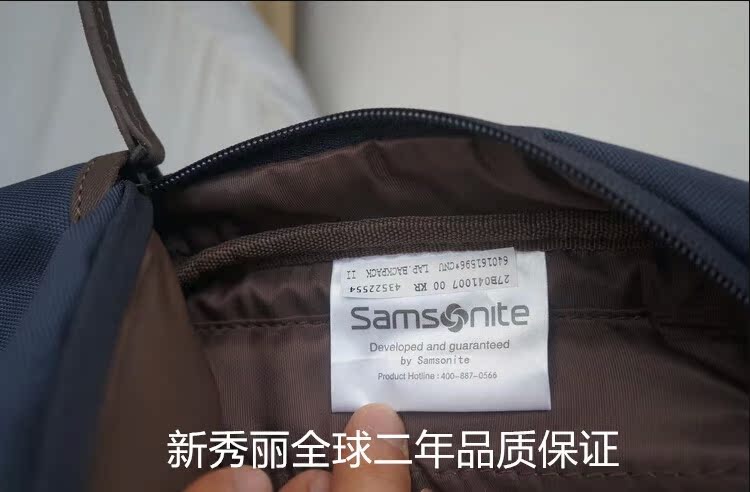 27B041007 00 KR 43522554
640161596*CNU LAP.BACKPACK II
Samsonite
Developed and guaranteed
by Samsonite
Product Hotline : 400-887-0566
新秀丽全球二年品质保证